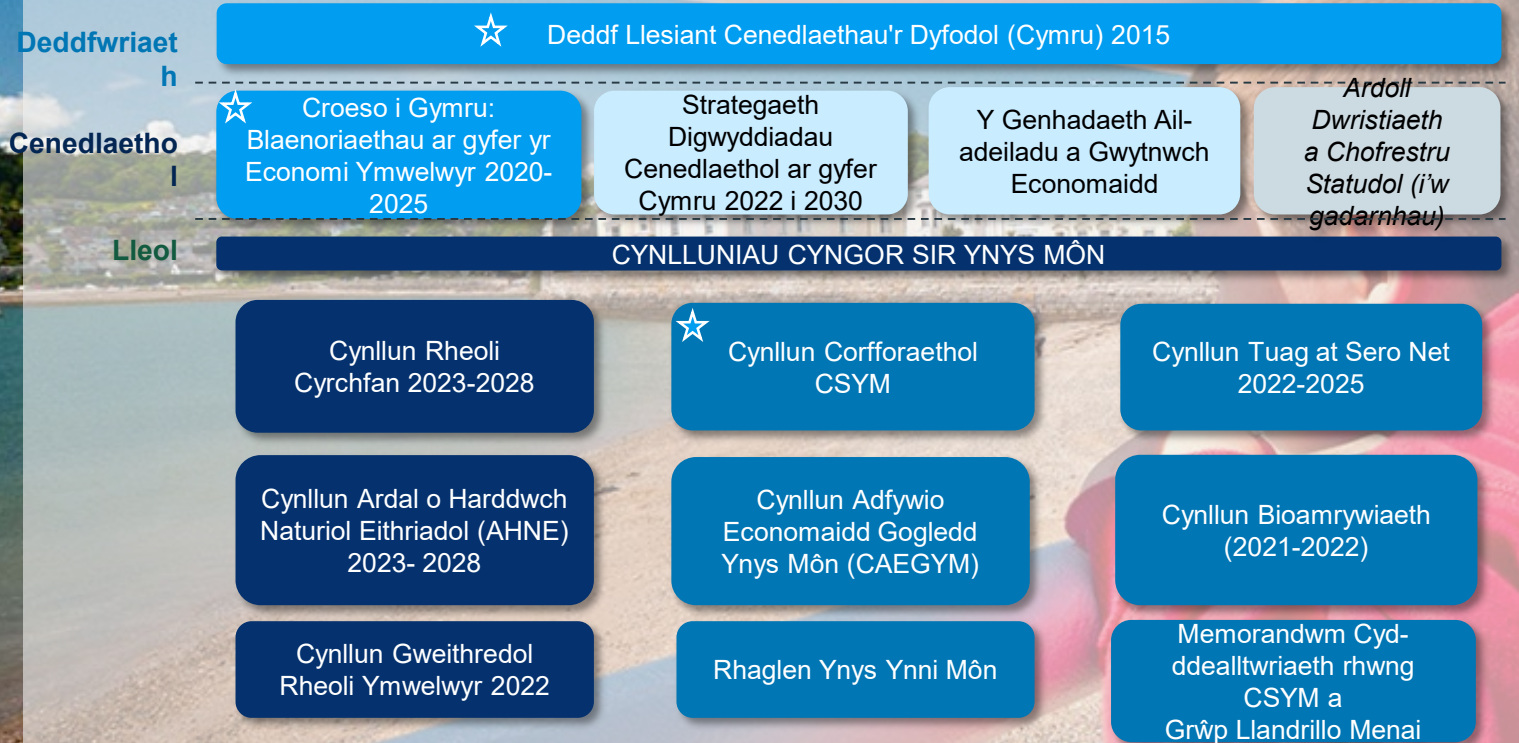 Deddfwriaet
h
Deddf Llesiant Cenedlaethau'r Dyfodol (Cymru) 2015
Cenedlaetho
l
Croeso i Gymru:
Blaenoriaethau ar gyfer yr
Economi Ymwelwyr 2020-
2025
Strategaeth
Digwyddiadau
Cenedlaethol ar gyfer
Cymru 2022 i 2030
Y Genhadaeth Ail-
adeiladu a Gwytnwch
Economaidd
Ardoll
Dwristiaeth
a Chofrestru
Statudol (i'w
gadarnhau)
Lleol
CYNLLUNIAU CYNGOR SIR YNYS MÔN
Cynllun Rheoli
Cyrchfan 2023-2028
Cynllun Corfforaethol
CSYM
Cynllun Tuag at Sero Net
2022-2025
Cynllun Ardal o Harddwch
Naturiol Eithriadol (AHNE)
2023- 2028
Cynllun Adfywio
Economaidd Gogledd
Ynys Môn (CAEGYM)
Cynllun Bioamrywiaeth
(2021-2022)
Cynllun Gweithredol
Rheoli Ymwelwyr 2022
Rhaglen Ynys Ynni Môn
Memorandwm Cyd-
ddealltwriaeth rhwng
CSYM a
Grŵp Llandrillo Menai